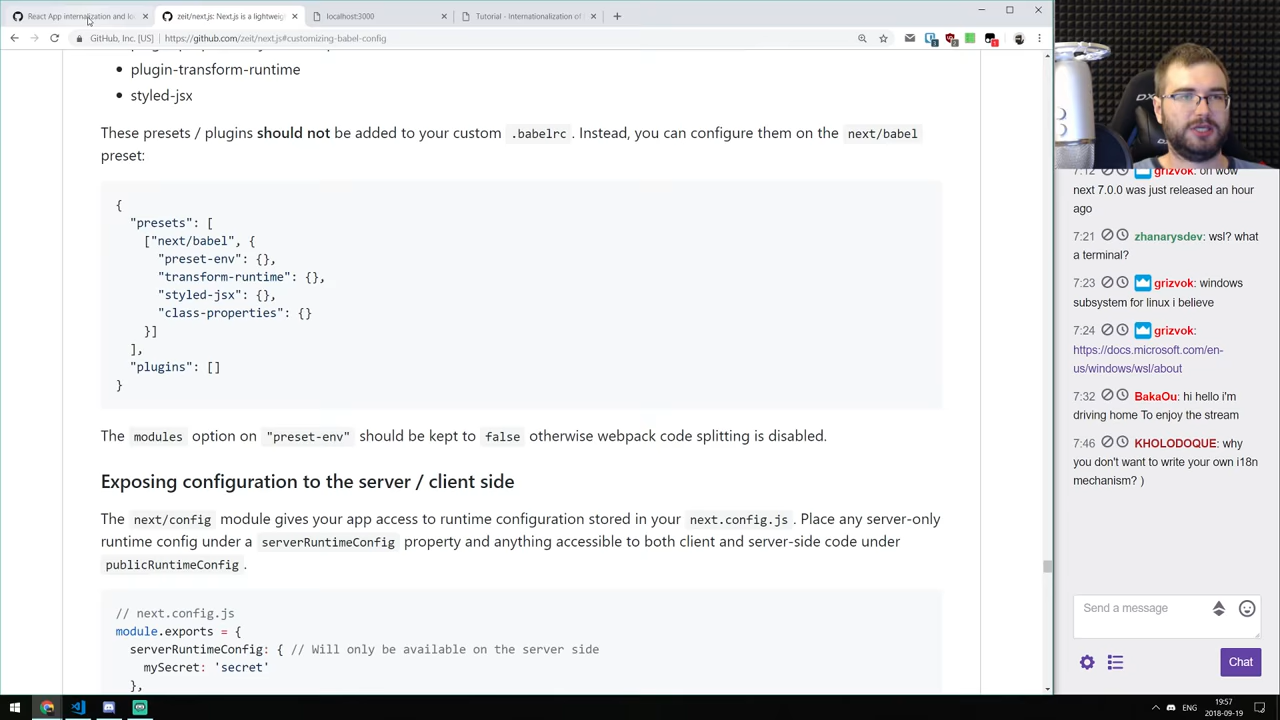 React App internalization and lo
zeit/next.js: Next.js is a lightweig
localhost:3000
Tutorial - Internationalization of
GitHub, Inc. [US]
https://github.com/zeit/next.js#customizing-babel-config
plugin-transform-runtime
styled-jsx
These presets / plugins should not be added to your custom .babelrc. Instead, you can configure them on the next/babel
preset:
{
"presets": [
["next/babel", {
"preset-env": {},
"transform-runtime": {},
"styled-jsx": {},
"class-properties": {}
}]
],
"plugins": []
}
The modules option on "preset-env" should be kept to false otherwise webpack code splitting is disabled.
Exposing configuration to the server / client side
The next/config module gives your app access to runtime configuration stored in your next.config.js. Place any server-only
runtime config under a serverRuntimeConfig property and anything accessible to both client and server-side code under
publicRuntimeConfig.
// next.config.js
module.exports = {
serverRuntimeConfig: { // Will only be available on the server side
mySecret: 'secret'
},
7:12 grizvok: oh wow
next 7.0.0 was just released an hour
ago
7:21 zhanarysdev: wsl? what
a terminal?
7:23 grizvok: windows
subsystem for linux i believe
7:24 grizvok:
https://docs.microsoft.com/en-
us/windows/wsl/about
7:32 BakaOu: hi hello i'm
driving home To enjoy the stream
7:46 KHOLODOQUE: why
you don't want to write your own i18n
mechanism? )
Send a message
Chat
ENG
19:57
2018-09-19